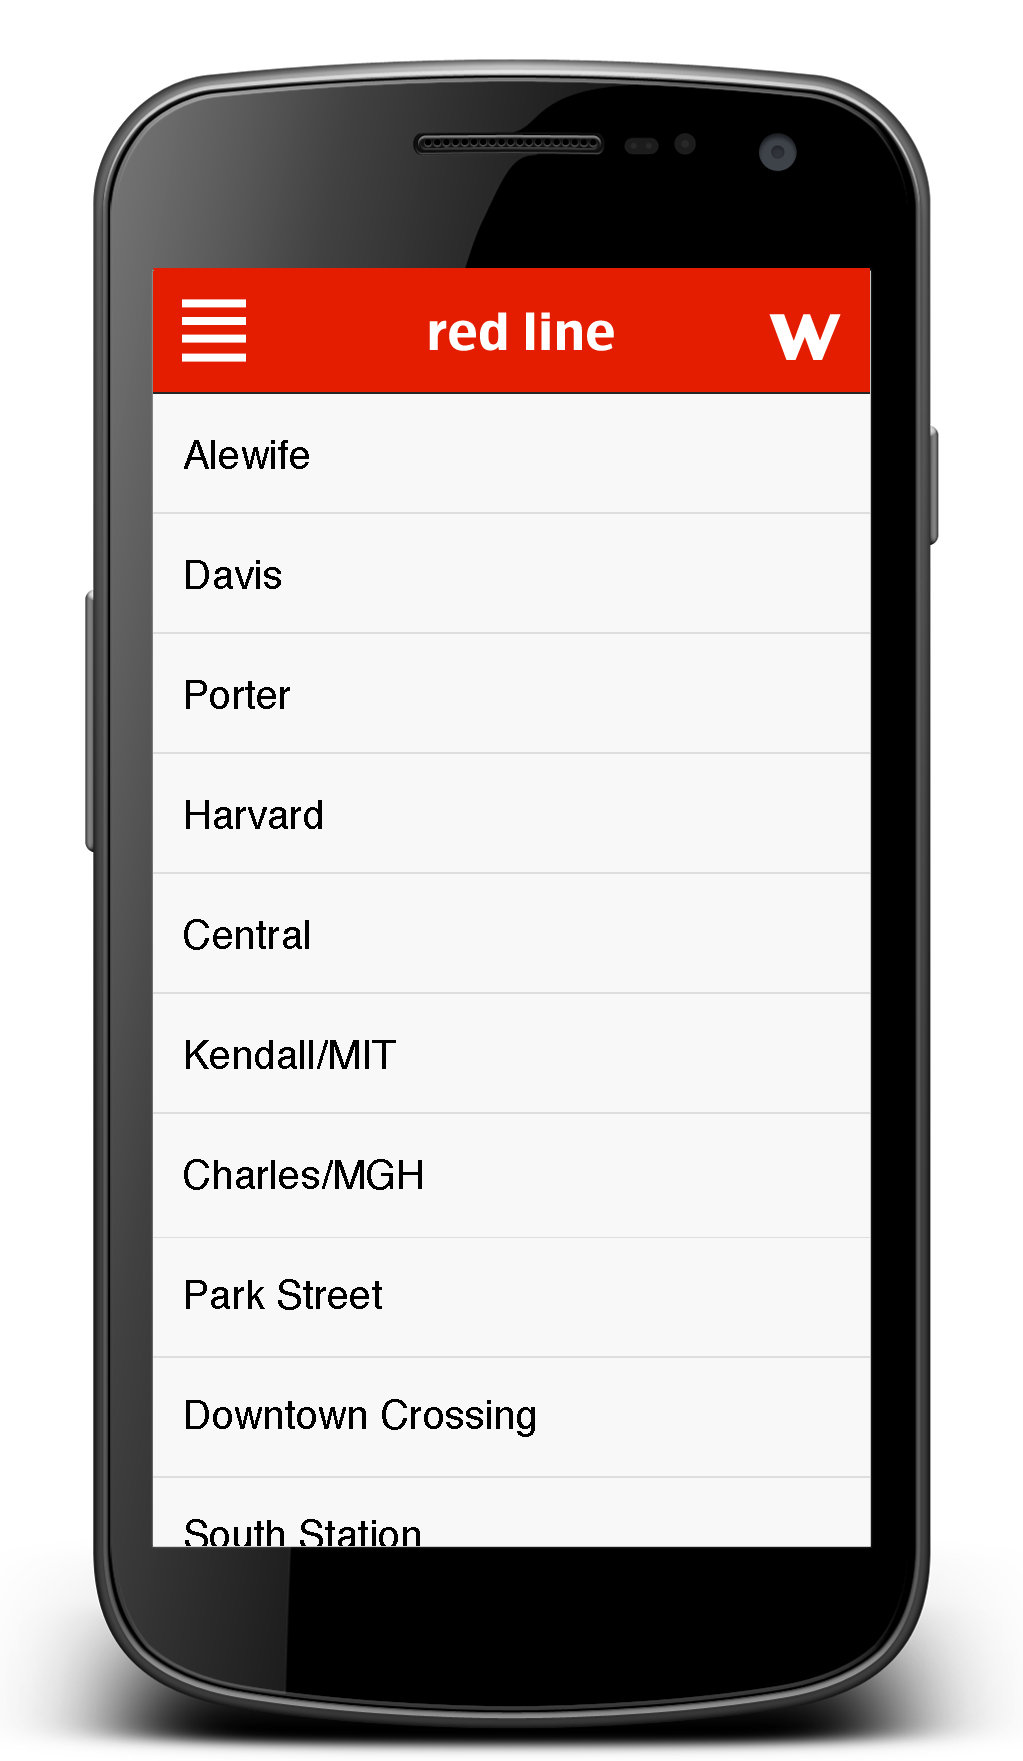 red line
W
Alewife
Davis
Porter
Harvard
Central
Kendall/MIT
Charles/MGH
Park Street
Downtown Crossing
South Station